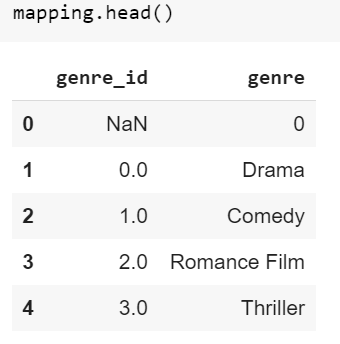 mapping.head()
genre_id genre
0 NaN 0
1 0.0 Drama
2 1.0 Comedy
3 2.0 Romance Film
4 3.0 Thriller